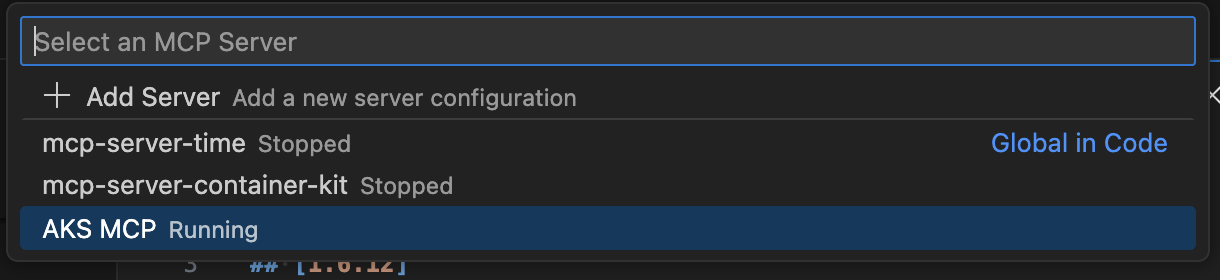 Select an MCP Server
Add Server Add a new server configuration
mcp-server-time Stopped Global in Code
mcp-server-container-kit Stopped
AKS MCP Running
3 ## [1.6.12]